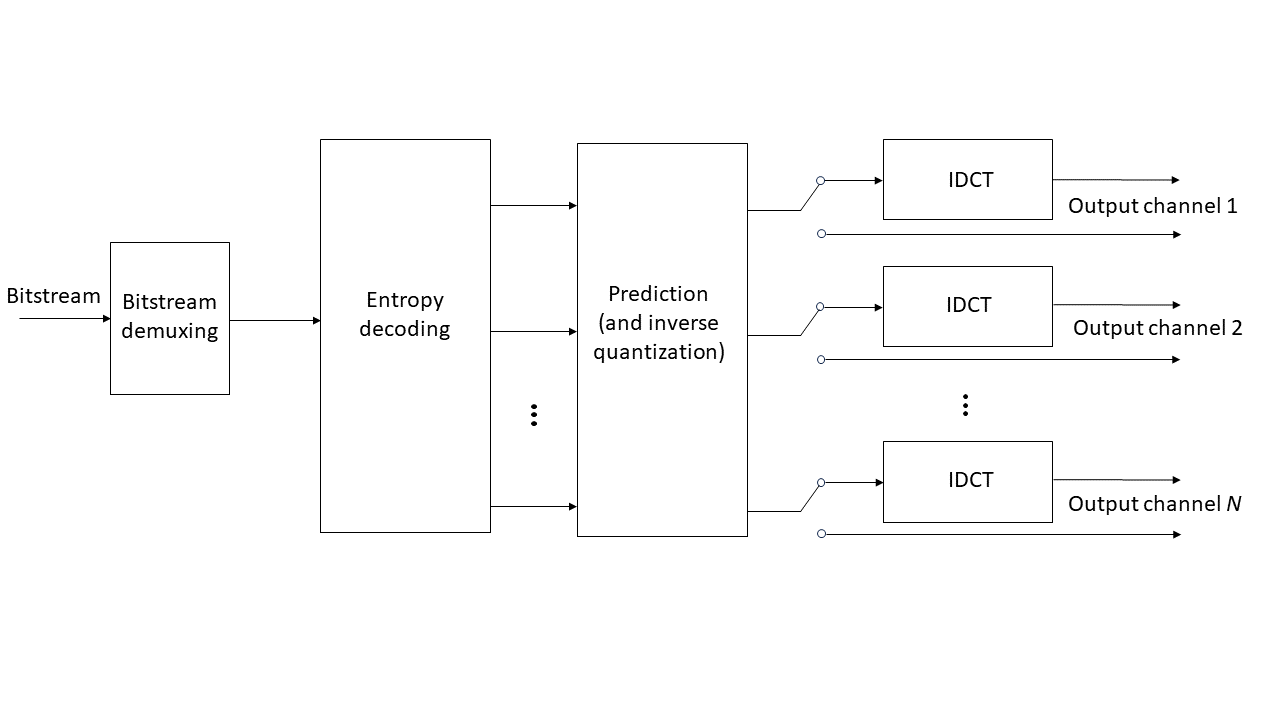 Bitstream
Bitstream
demuxing
Entropy
decoding
Prediction
(and inverse
quantization)
IDCT
Output channel 1
IDCT
Output channel 2
IDCT
Output channel N